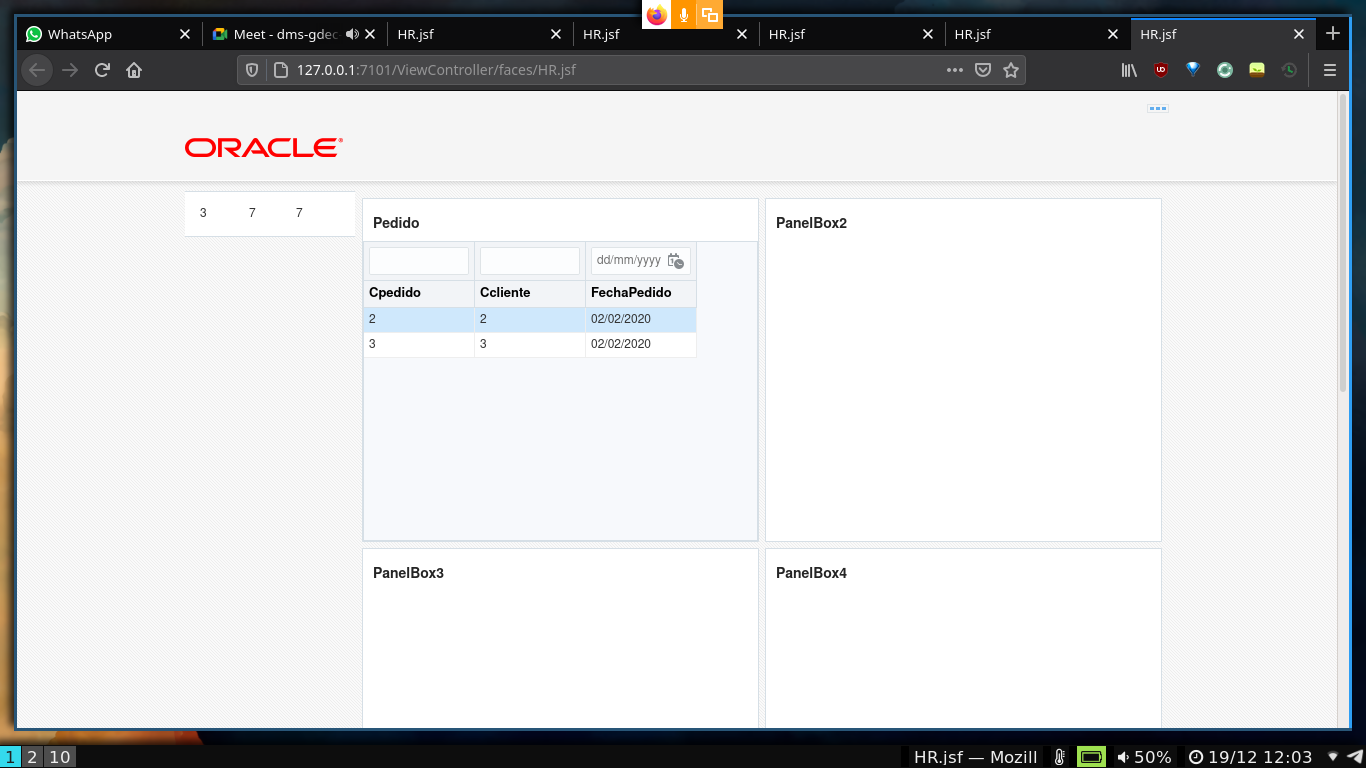 WhatsApp
Meet - dms-gdec-
HR.jsf
HR.jsf
HR.jsf
HR.jsf
HR.jsf
127.0.0.1:7101/ViewController/faces/HR.jsf
ORACLE
3 7 7
Pedido
PanelBox2
dd/mm/yyyy
Cpedido Ccliente FechaPedido
2 2 02/02/2020
3 3 02/02/2020
PanelBox3
PanelBox4
1 2 10
HR.jsf — Mozill
50%
19/12 12:03